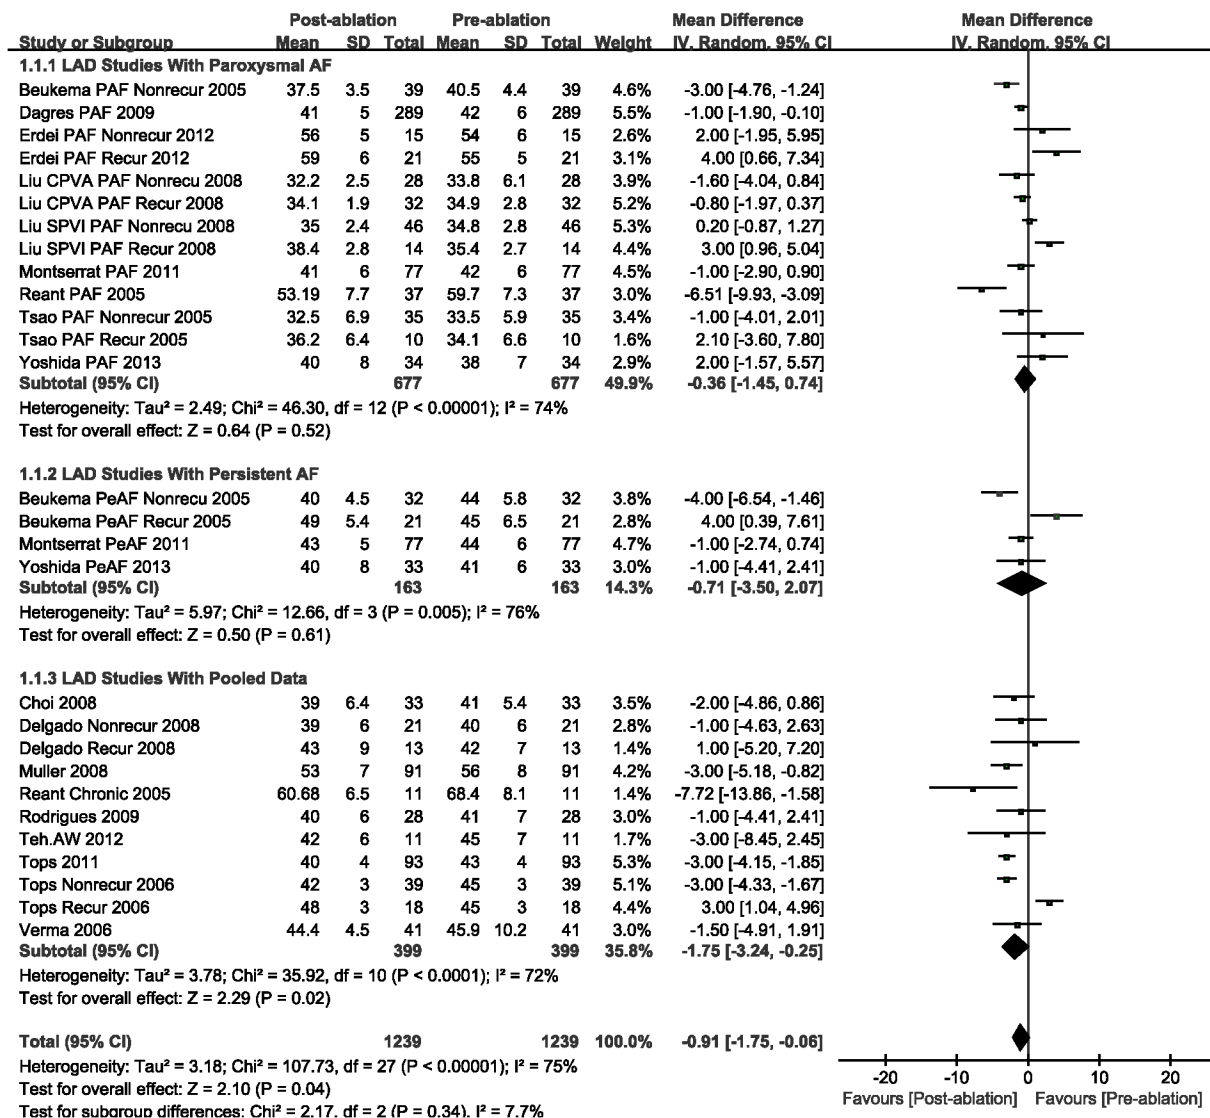 Post-ablation Pre-ablation Mean Difference Mean Difference
Study or Subgroup Mean SD Total Mean SD Total Weight IV. Random. 95% CI IV. Random. 95% CI
1.1.1 LAD Studies With Paroxysmal AF
Beukema PAF Nonrecur 2005 37.5 3.5 39 40.5 4.4 39 4.6% -3.00 [-4.76, -1.24]
Dagres PAF 2009 41 5 289 42 6 289 5.5% -1.00 [-1.90, -0.10]
Erdei PAF Nonrecur 2012 56 5 15 54 6 15 2.6% 2.00 [-1.95, 5.95]
Erdei PAF Recur 2012 59 6 21 55 5 21 3.1% 4.00 [0.66, 7.34]
Liu CPVA PAF Nonrecu 2008 32.2 2.5 28 33.8 6.1 28 3.9% -1.60 [-4.04, 0.84]
Liu CPVA PAF Recur 2008 34.1 1.9 32 34.9 2.8 32 5.2% -0.80 [-1.97, 0.37]
Liu SPVI PAF Nonrecu 2008 35 2.4 46 34.8 2.8 46 5.3% 0.20 [-0.87, 1.27]
Liu SPVI PAF Recur 2008 38.4 2.8 14 35.4 2.7 14 4.4% 3.00 [0.96, 5.04]
Montserrat PAF 2011 41 6 77 42 6 77 4.5% -1.00 [-2.90, 0.90]
Reant PAF 2005 53.19 7.7 37 59.7 7.3 37 3.0% -6.51 [-9.93, -3.09]
Tsao PAF Nonrecur 2005 32.5 6.9 35 33.5 5.9 35 3.4% -1.00 [-4.01, 2.01]
Tsao PAF Recur 2005 36.2 6.4 10 34.1 6.6 10 1.6% 2.10 [-3.60, 7.80]
Yoshida PAF 2013 40 8 34 38 7 34 2.9% 2.00 [-1.57, 5.57]
Subtotal (95% CI) 677 677 49.9% -0.36 [-1.45, 0.74]
Heterogeneity: Tau² = 2.49; Chi² = 46.30, df = 12 (P < 0.00001); I² = 74%
Test for overall effect: Z = 0.64 (P = 0.52)
1.1.2 LAD Studies With Persistent AF
Beukema PeAF Nonrecu 2005 40 4.5 32 44 5.8 32 3.8% -4.00 [-6.54, -1.46]
Beukema PeAF Recur 2005 49 5.4 21 45 6.5 21 2.8% 4.00 [0.39, 7.61]
Montserrat PeAF 2011 43 5 77 44 6 77 4.7% -1.00 [-2.74, 0.74]
Yoshida PeAF 2013 40 8 33 41 6 33 3.0% -1.00 [-4.41, 2.41]
Subtotal (95% CI) 163 163 14.3% -0.71 [-3.50, 2.07]
Heterogeneity: Tau² = 5.97; Chi² = 12.66, df = 3 (P = 0.005); I² = 76%
Test for overall effect: Z = 0.50 (P = 0.61)
1.1.3 LAD Studies With Pooled Data
Choi 2008 39 6.4 33 41 5.4 33 3.5% -2.00 [-4.86, 0.86]
Delgado Nonrecur 2008 39 6 21 40 6 21 2.8% -1.00 [-4.63, 2.63]
Delgado Recur 2008 43 9 13 42 7 13 1.4% 1.00 [-5.20, 7.20]
Muller 2008 53 7 91 56 8 91 4.2% -3.00 [-5.18, -0.82]
Reant Chronic 2005 60.68 6.5 11 68.4 8.1 11 1.4% -7.72 [-13.86, -1.58]
Rodrigues 2009 40 6 28 41 7 28 3.0% -1.00 [-4.41, 2.41]
Teh.AW 2012 42 6 11 45 7 11 1.7% -3.00 [-8.45, 2.45]
Tops 2011 40 4 93 43 4 93 5.3% -3.00 [-4.15, -1.85]
Tops Nonrecur 2006 42 3 39 45 3 39 5.1% -3.00 [-4.33, -1.67]
Tops Recur 2006 48 3 18 45 3 18 4.4% 3.00 [1.04, 4.96]
Verma 2006 44.4 4.5 41 45.9 10.2 41 3.0% -1.50 [-4.91, 1.91]
Subtotal (95% CI) 399 399 35.8% -1.75 [-3.24, -0.25]
Heterogeneity: Tau² = 3.78; Chi² = 35.92, df = 10 (P < 0.0001); I² = 72%
Test for overall effect: Z = 2.29 (P = 0.02)
Total (95% CI) 1239 1239 100.0% -0.91 [-1.75, -0.06]
Heterogeneity: Tau² = 3.18; Chi² = 107.73, df = 27 (P < 0.00001); I² = 75%
Test for overall effect: Z = 2.10 (P = 0.04)
Test for subgroup differences: Chi² = 2.17, df = 2 (P = 0.34), I² = 7.7%
-20 -10 0 10 20
Favours [Post-ablation] Favours [Pre-ablation]